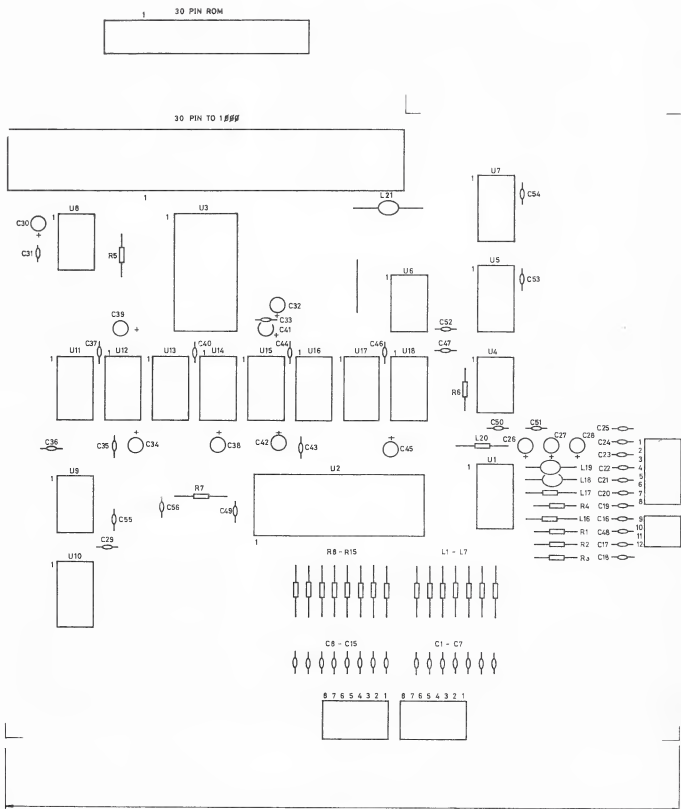 1 30 PIN ROM
30 PIN TO 1000
1
U7
1
C54
L21
C30
+
U8
1
C31
R5
U3
1
U5
1
C53
U6
1
C32
+
C33
C41
+
C39
+
C52
C47
C37
C40
C44
C46
U11
1
U12
1
U13
1
U14
1
U15
1
U16
1
U17
1
U18
1
U4
1
R6
C36
C35
+
C34
+
C38
+
C42
C43
+
C45
C50
C51
L20
C26
C27
C28
+ + +
C25
C24
C23
C22
C21
C20
C19
C16
C48
C17
C18
1
2
3
4
5
6
7
8
9
10
11
12
L19
L18
L17
R4
L16
R1
R2
R3
U1
1
U2
1
U9
1
C55
C56
R7
C49
C29
U10
1
R8 - R15
L1 - L7
C8 - C15
C1 - C7
8 7 6 5 4 3 2 1
8 7 6 5 4 3 2 1